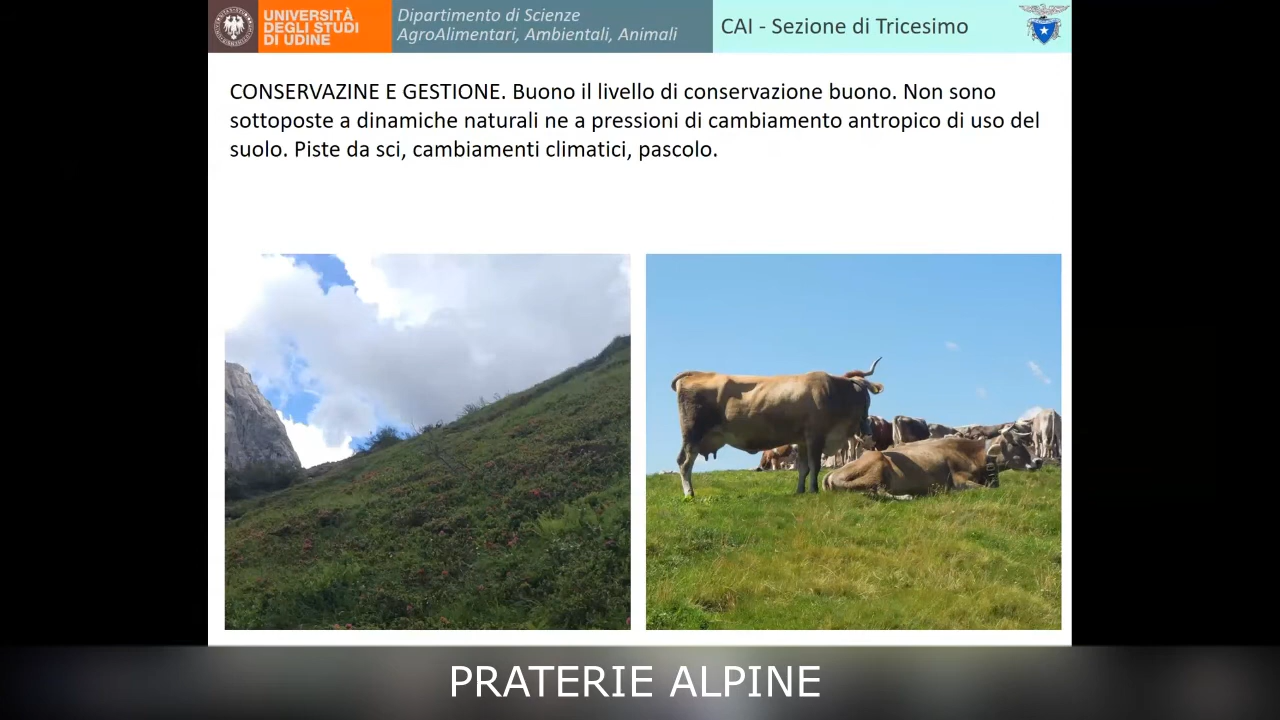 UNIVERSITÀ
DEGLI STUDI
DI UDINE
Dipartimento di Scienze
AgroAlimentari, Ambientali, Animali
CAI - Sezione di Tricesimo
CONSERVAZINE E GESTIONE. Buono il livello di conservazione buono. Non sono
sottoposte a dinamiche naturali ne a pressioni di cambiamento antropico di uso del
suolo. Piste da sci, cambiamenti climatici, pascolo.
PRATERIE ALPINE